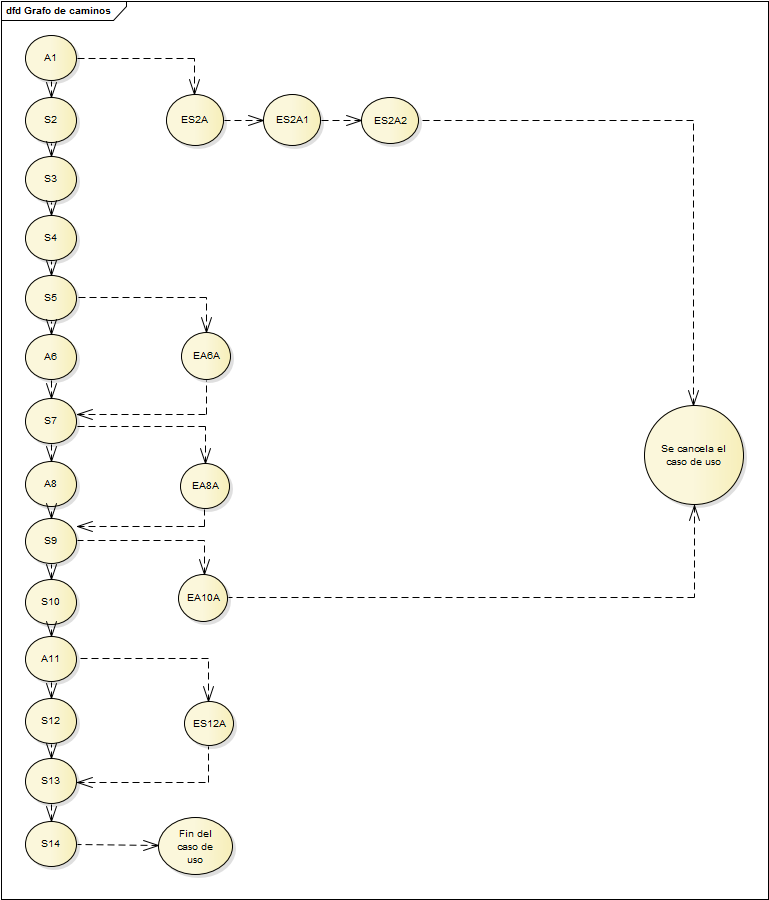 dfd Grafo de caminos
A1
S2
ES2A
ES2A1
ES2A2
S3
S4
S5
A6
EA6A
S7
Se cancela el
caso de uso
A8
EA8A
S9
S10
EA10A
A11
S12
ES12A
S13
S14
Fin del
caso de
uso